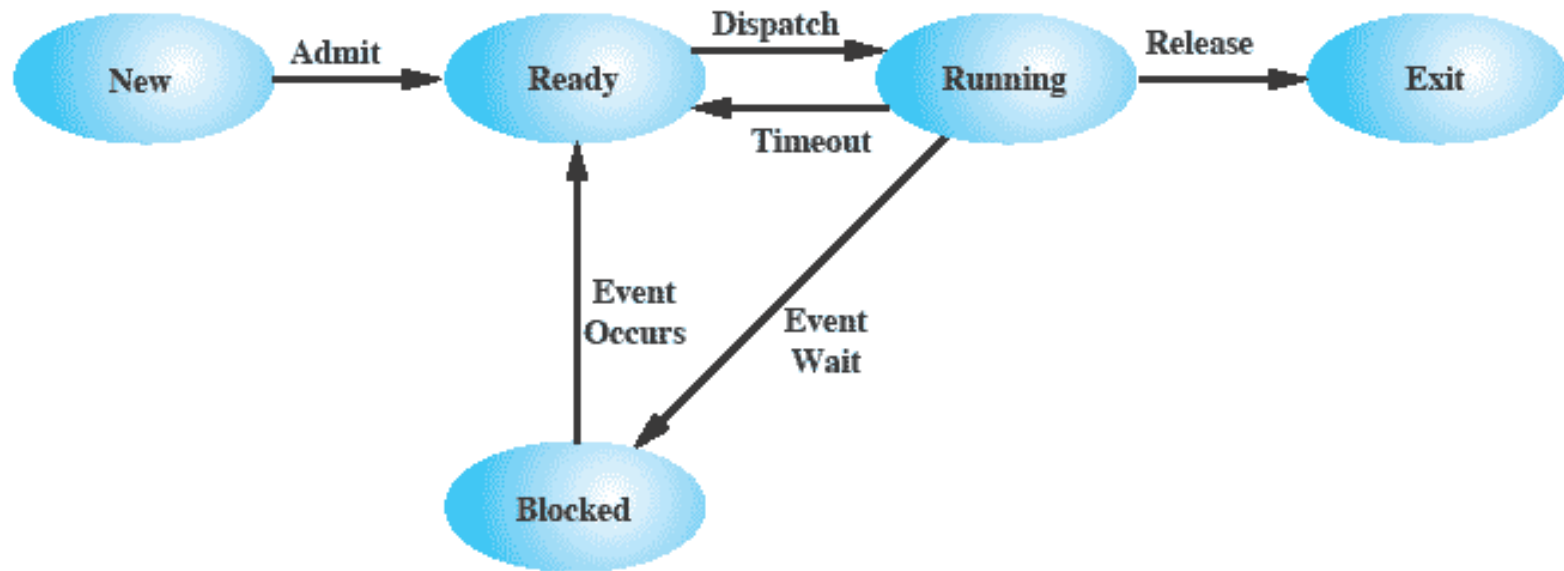 Dispatch
Admit
Release
New
Ready
Running
Exit
Timeout
Event
Occurs
Event
Wait
Blocked